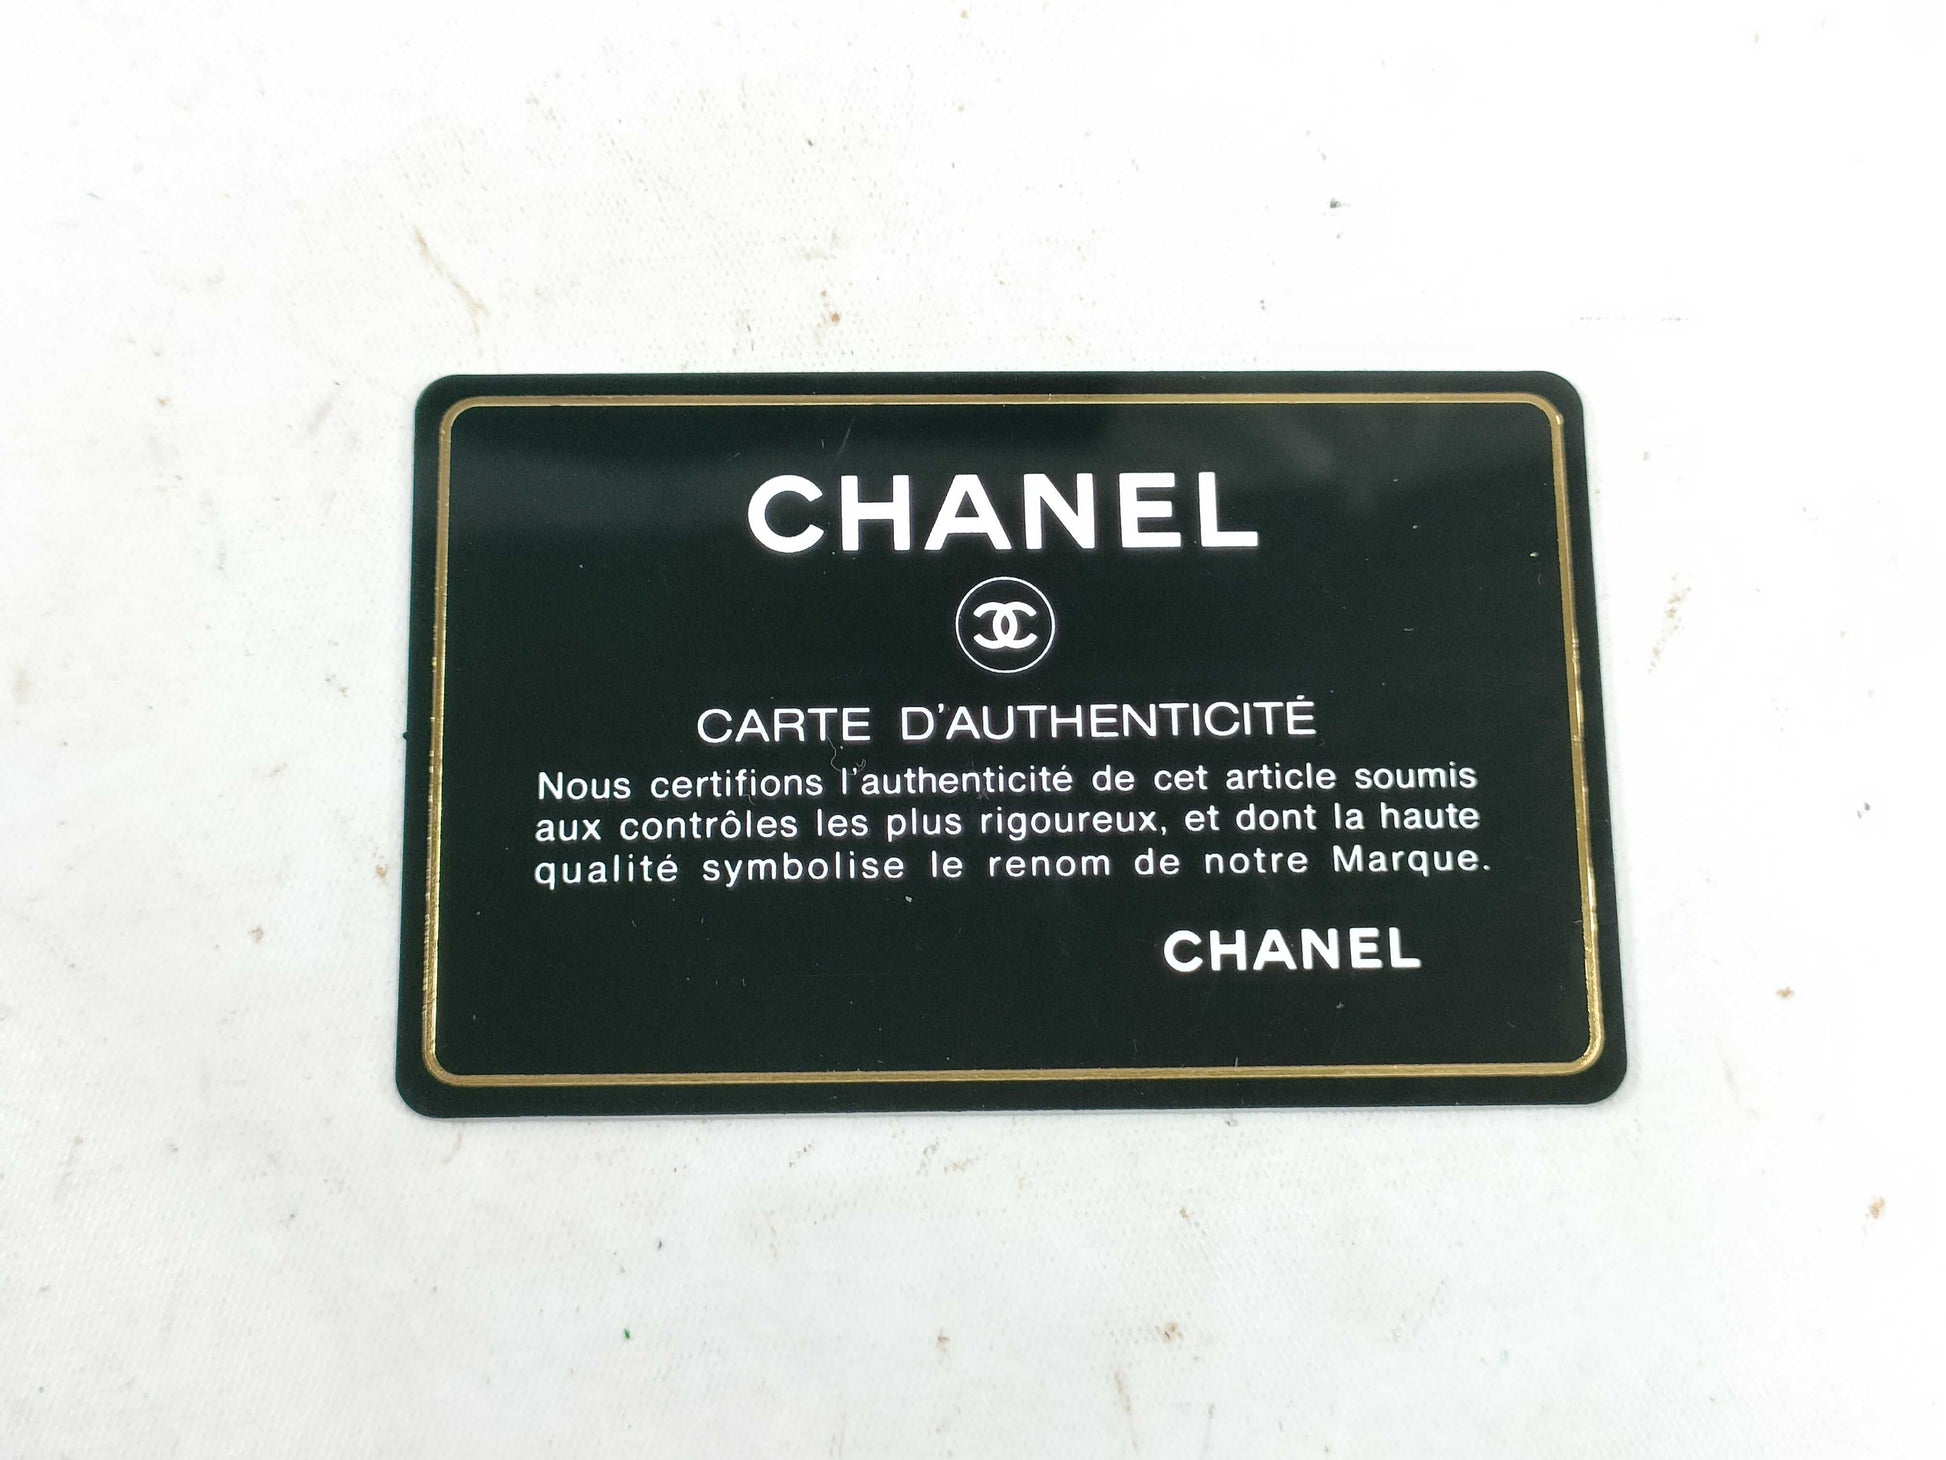 CHANEL
CARTE D'AUTHENTICITÉ
Nous certifions l'authenticité de cet article soumis
aux contrôles les plus rigoureux, et dont la haute
qualité symbolise le renom de notre Marque.
CHANEL